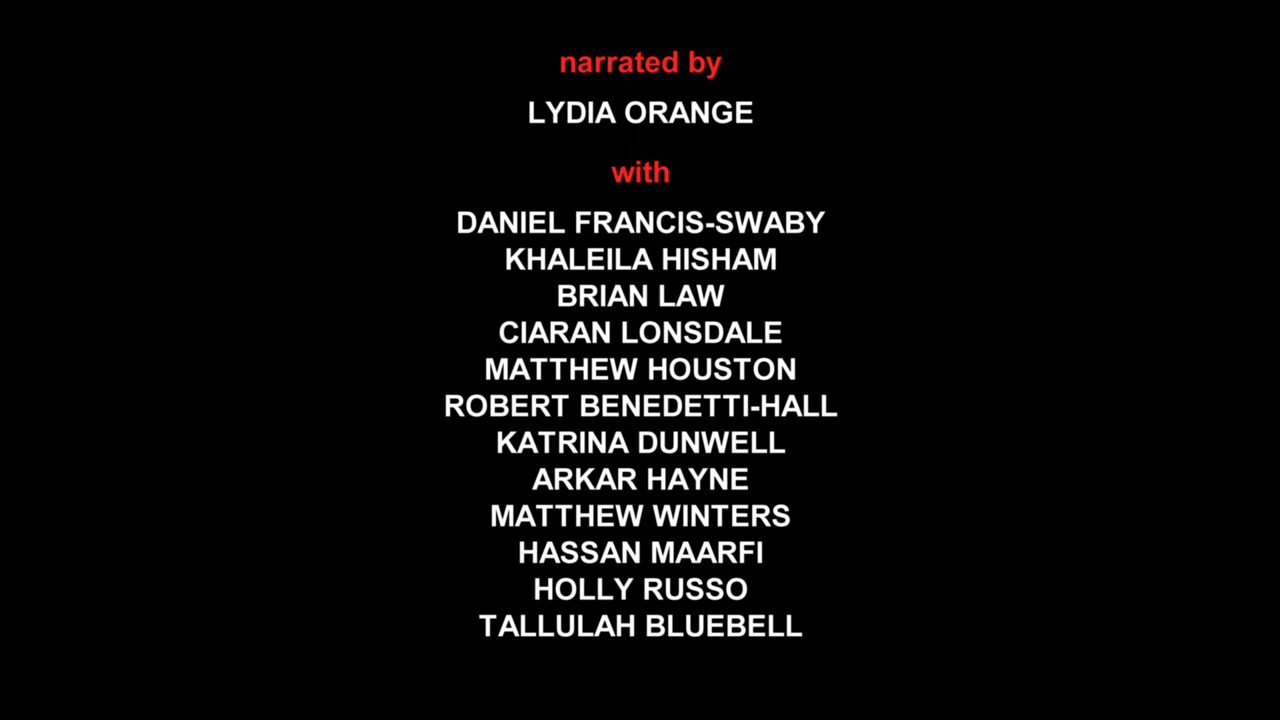 narrated by
LYDIA ORANGE
with
DANIEL FRANCIS-SWABY
KHALEILA HISHAM
BRIAN LAW
CIARAN LONSDALE
MATTHEW HOUSTON
ROBERT BENEDETTI-HALL
KATRINA DUNWELL
ARKAR HAYNE
MATTHEW WINTERS
HASSAN MAARFI
HOLLY RUSSO
TALLULAH BLUEBELL